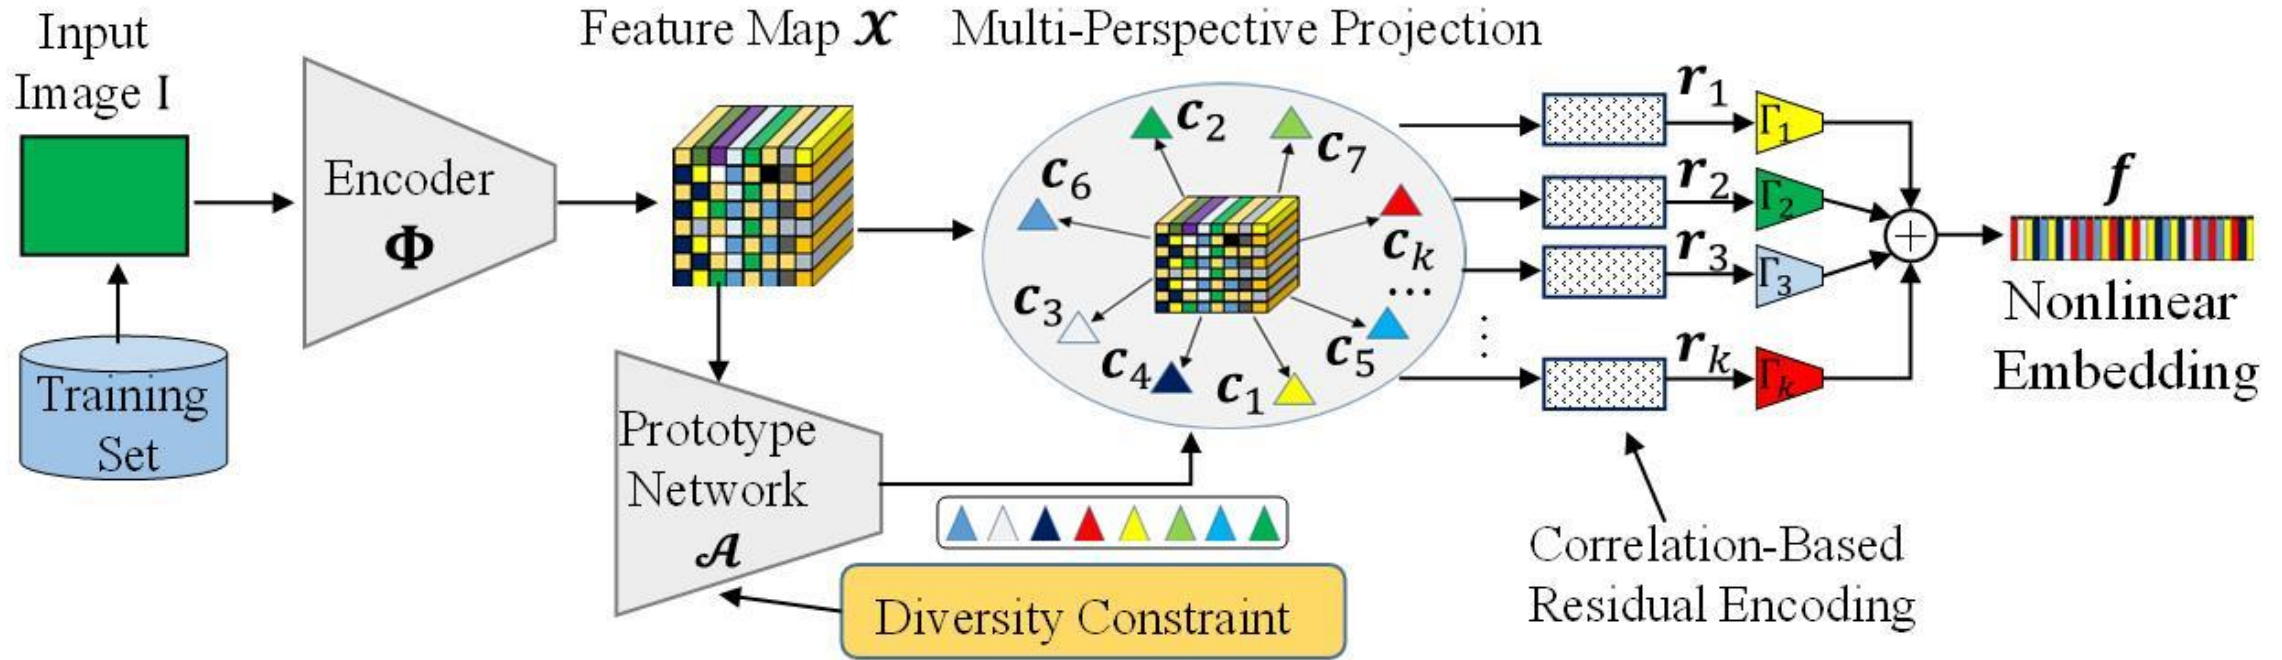 Input
Image I
Feature Map 𝒳
Multi-Perspective Projection
Encoder
Φ
Training
Set
Prototype
Network
𝒜
Diversity Constraint
c2
c7
c6
ck
...
c3
c5
c4
c1
r1
Γ1
r2
Γ2
r3
Γ3
⋮
rk
Γk
+
f
Nonlinear
Embedding
Correlation-Based
Residual Encoding